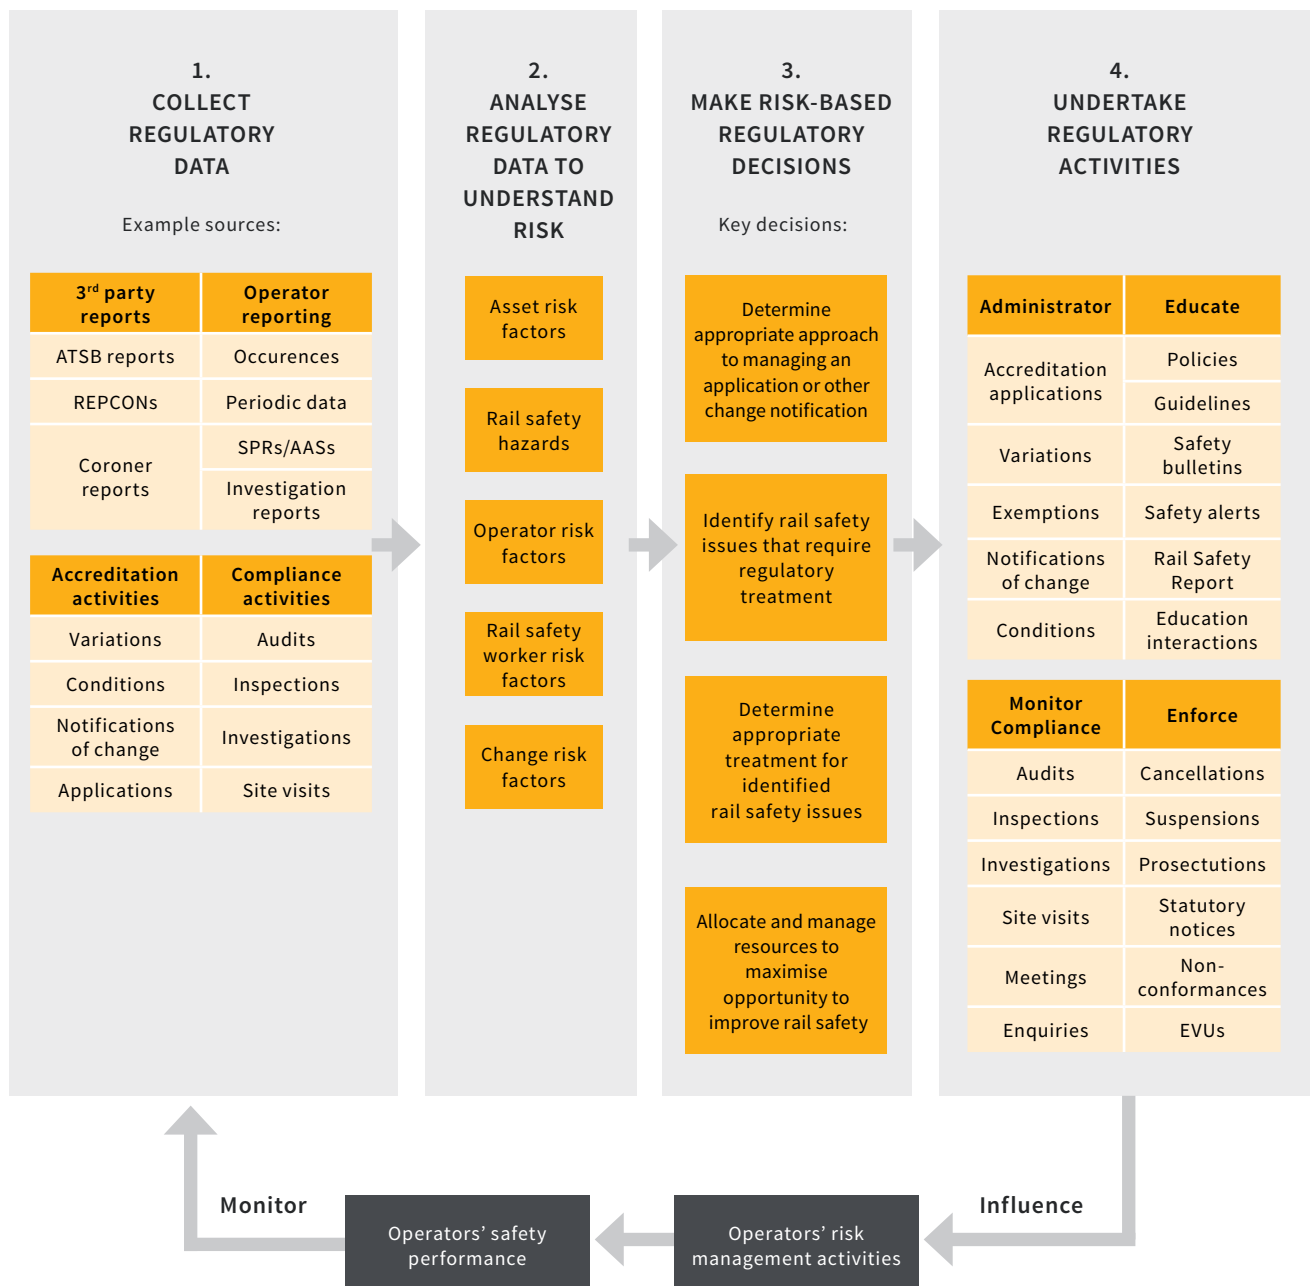 1.
COLLECT
REGULATORY
DATA
Example sources:
3rd party
reports
Operator
reporting
ATSB reports
Occurences
REPCONs
Periodic data
Coroner
reports
SPRs/AASs
Investigation
reports
Accreditation
activities
Compliance
activities
Variations
Audits
Conditions
Inspections
Notifications
of change
Investigations
Applications
Site visits
2.
ANALYSE
REGULATORY
DATA TO
UNDERSTAND
RISK
Asset risk
factors
Rail safety
hazards
Operator risk
factors
Rail safety
worker risk
factors
Change risk
factors
3.
MAKE RISK-BASED
REGULATORY
DECISIONS
Key decisions:
Determine
appropriate approach
to managing an
application or other
change notification
Identify rail safety
issues that require
regulatory
treatment
Determine
appropriate
treatment for
identified
rail safety issues
Allocate and manage
resources to
maximise
opportunity to
improve rail safety
4.
UNDERTAKE
REGULATORY
ACTIVITIES
Administrator
Educate
Accreditation
applications
Policies
Guidelines
Variations
Safety
bulletins
Exemptions
Safety alerts
Notifications
of change
Rail Safety
Report
Conditions
Education
interactions
Monitor
Compliance
Enforce
Audits
Cancellations
Inspections
Suspensions
Investigations
Prosectutions
Site visits
Statutory
notices
Meetings
Non-
conformances
Enquiries
EVUs
Monitor
Operators’ safety
performance
Operators’ risk
management activities
Influence